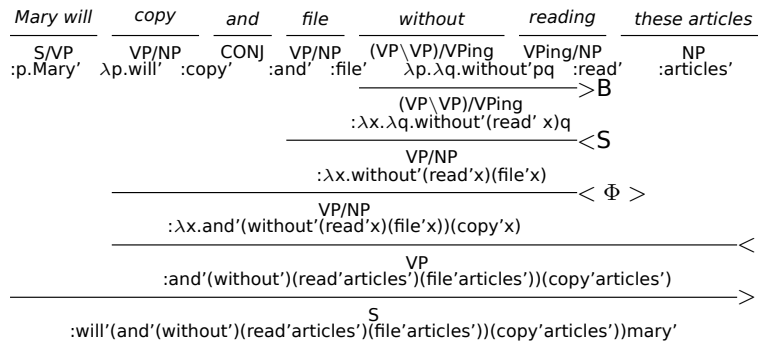 Mary will copy and file without reading these articles
S/VP VP/NP CONJ VP/NP (VP\VP)/VPing VPing/NP NP
:p.Mary’ λp.will’ :copy’ :and’ :file’ λp.λq.without’pq :read’ :articles’
>B
(VP\VP)/VPing
:λx.λq.without’(read’ x)q
<S
VP/NP
:λx.without’(read’x)(file’x)
< Φ >
VP/NP
:λx.and’(without’(read’x)(file’x))(copy’x)
<
VP
:and’(without’)(read’articles’)(file’articles’))(copy’articles’)
>
S
:will’(and’(without’)(read’articles’)(file’articles’))(copy’articles’))mary’